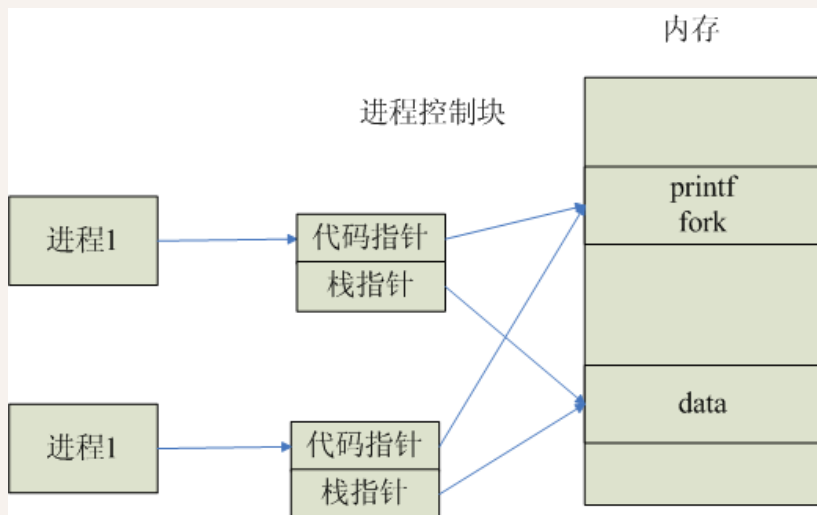 内存
进程控制块
printf
fork
进程1
代码指针
栈指针
data
进程1
代码指针
栈指针